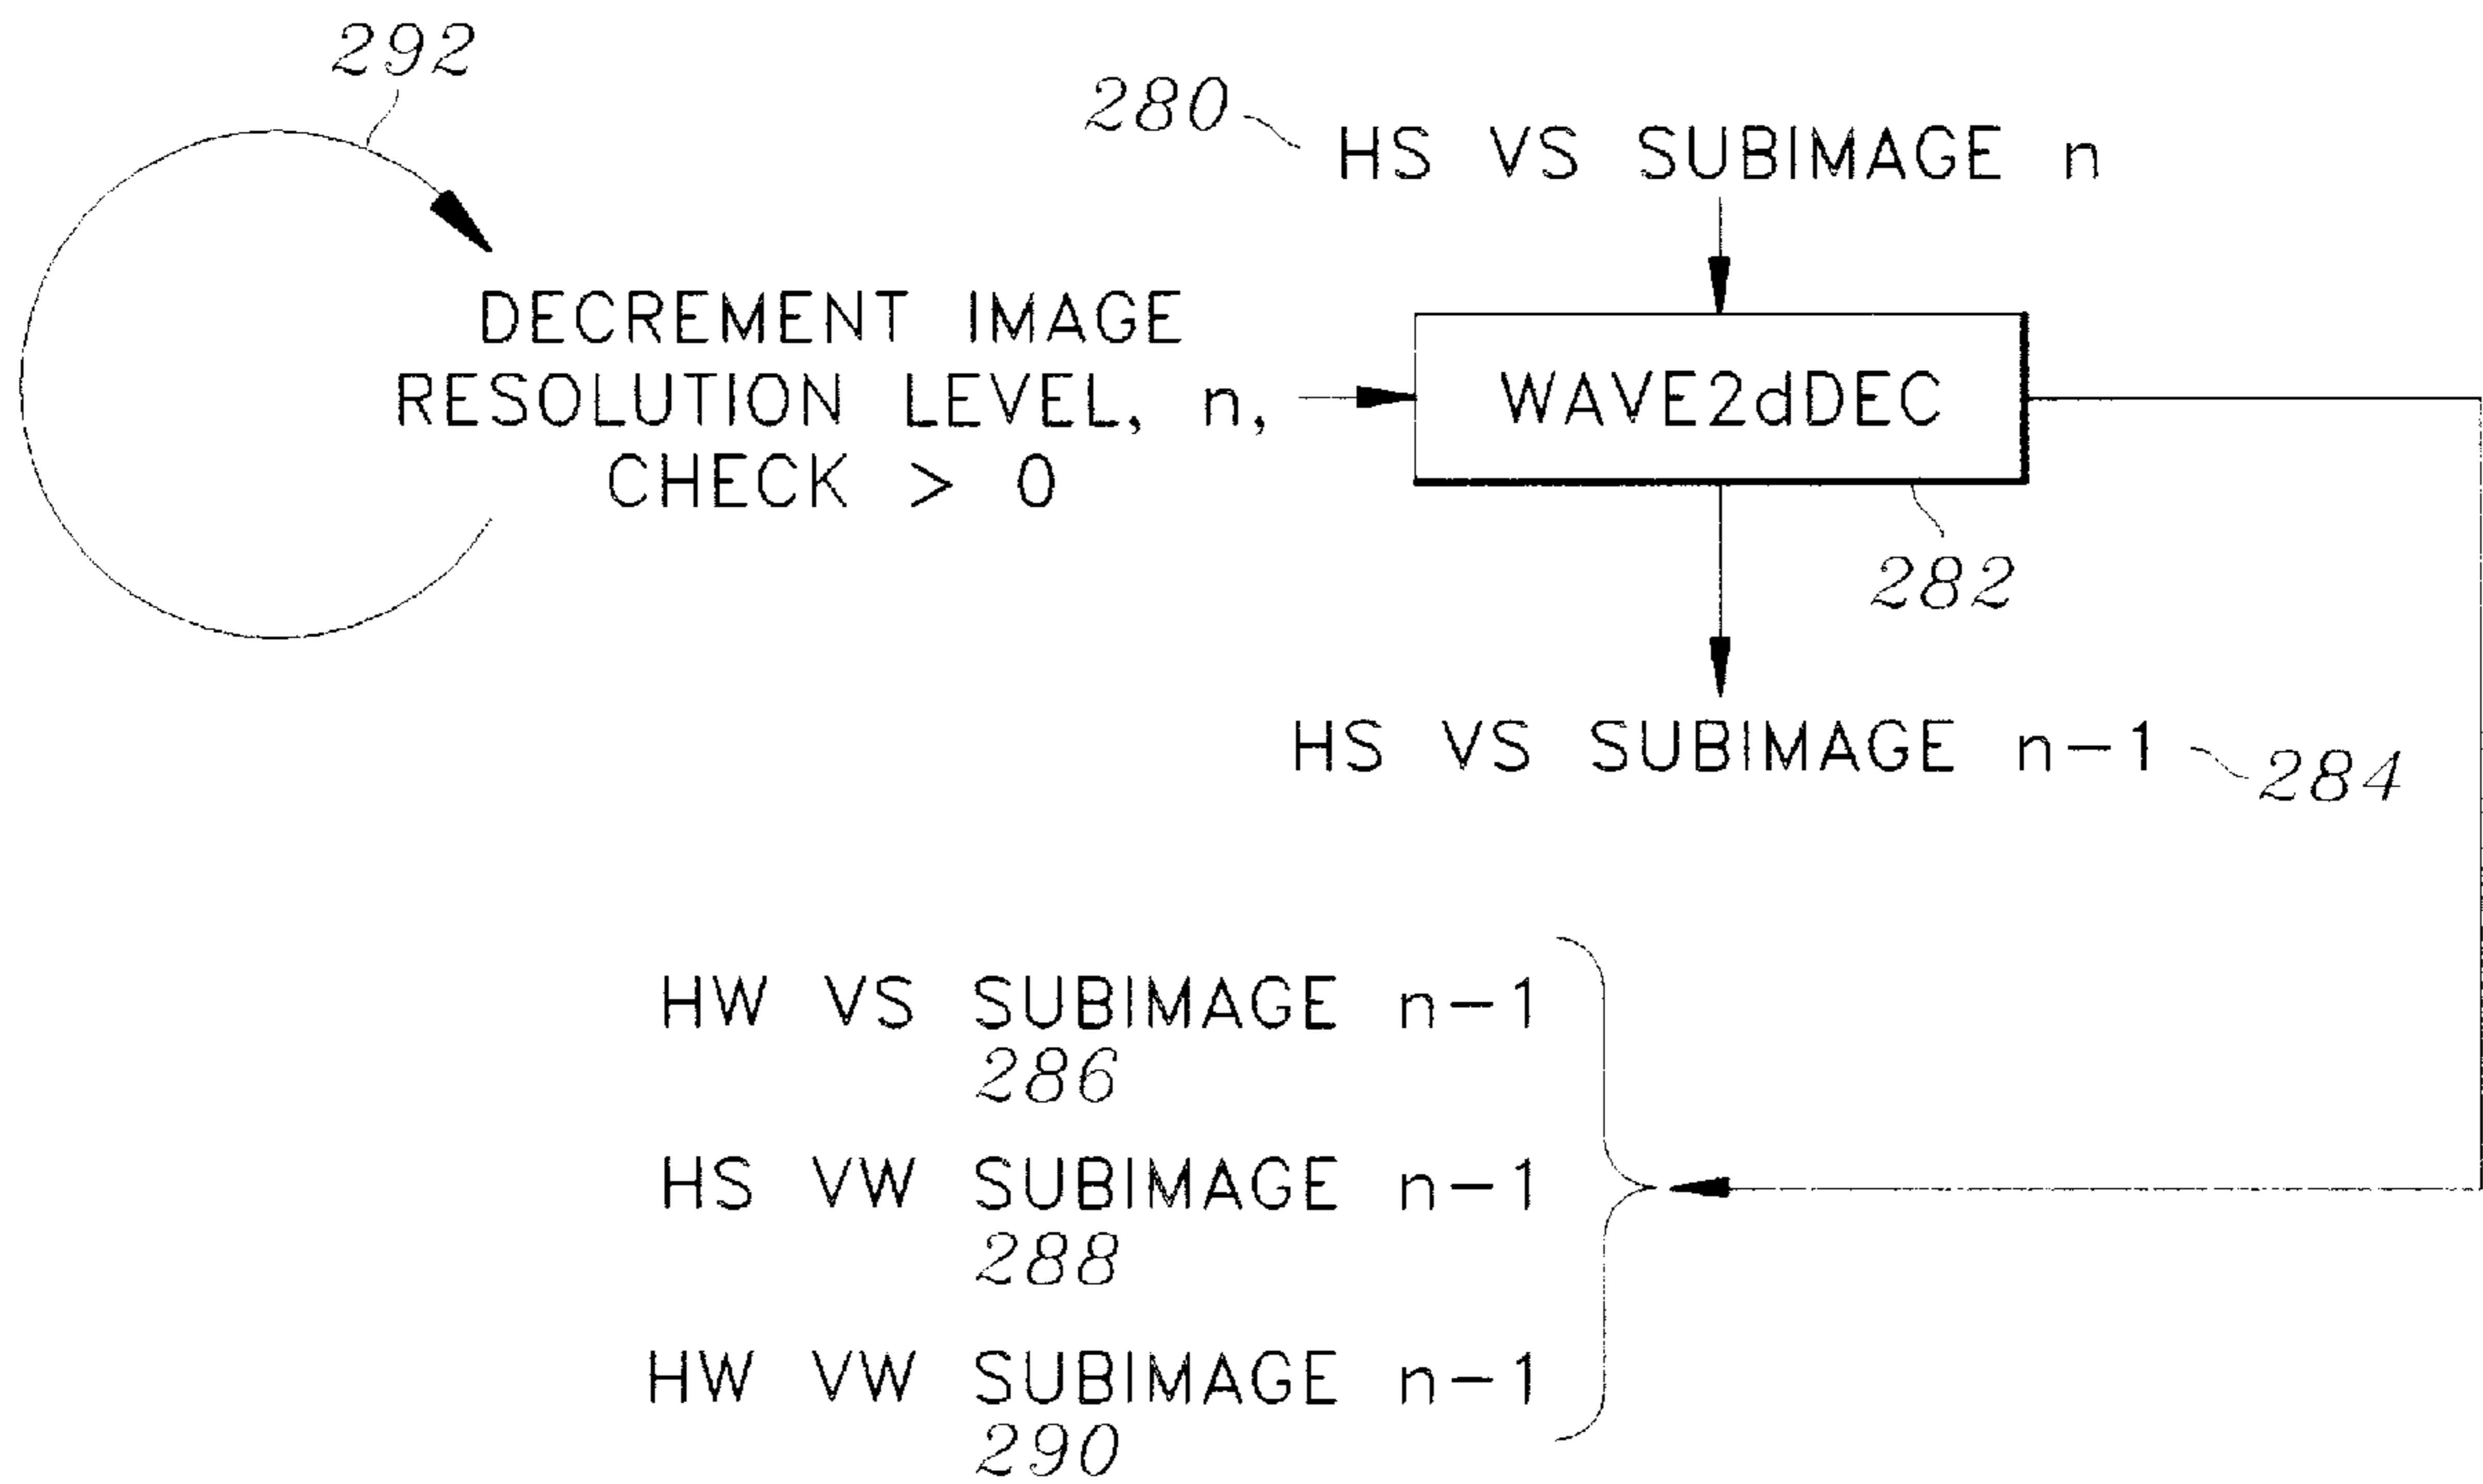 292
280
HS VS SUBIMAGE n
DECREMENT IMAGE
RESOLUTION LEVEL, n,
CHECK > 0
WAVE2dDEC
282
HS VS SUBIMAGE n-1
284
HW VS SUBIMAGE n-1
286
HS VW SUBIMAGE n-1
288
HW VW SUBIMAGE n-1
290